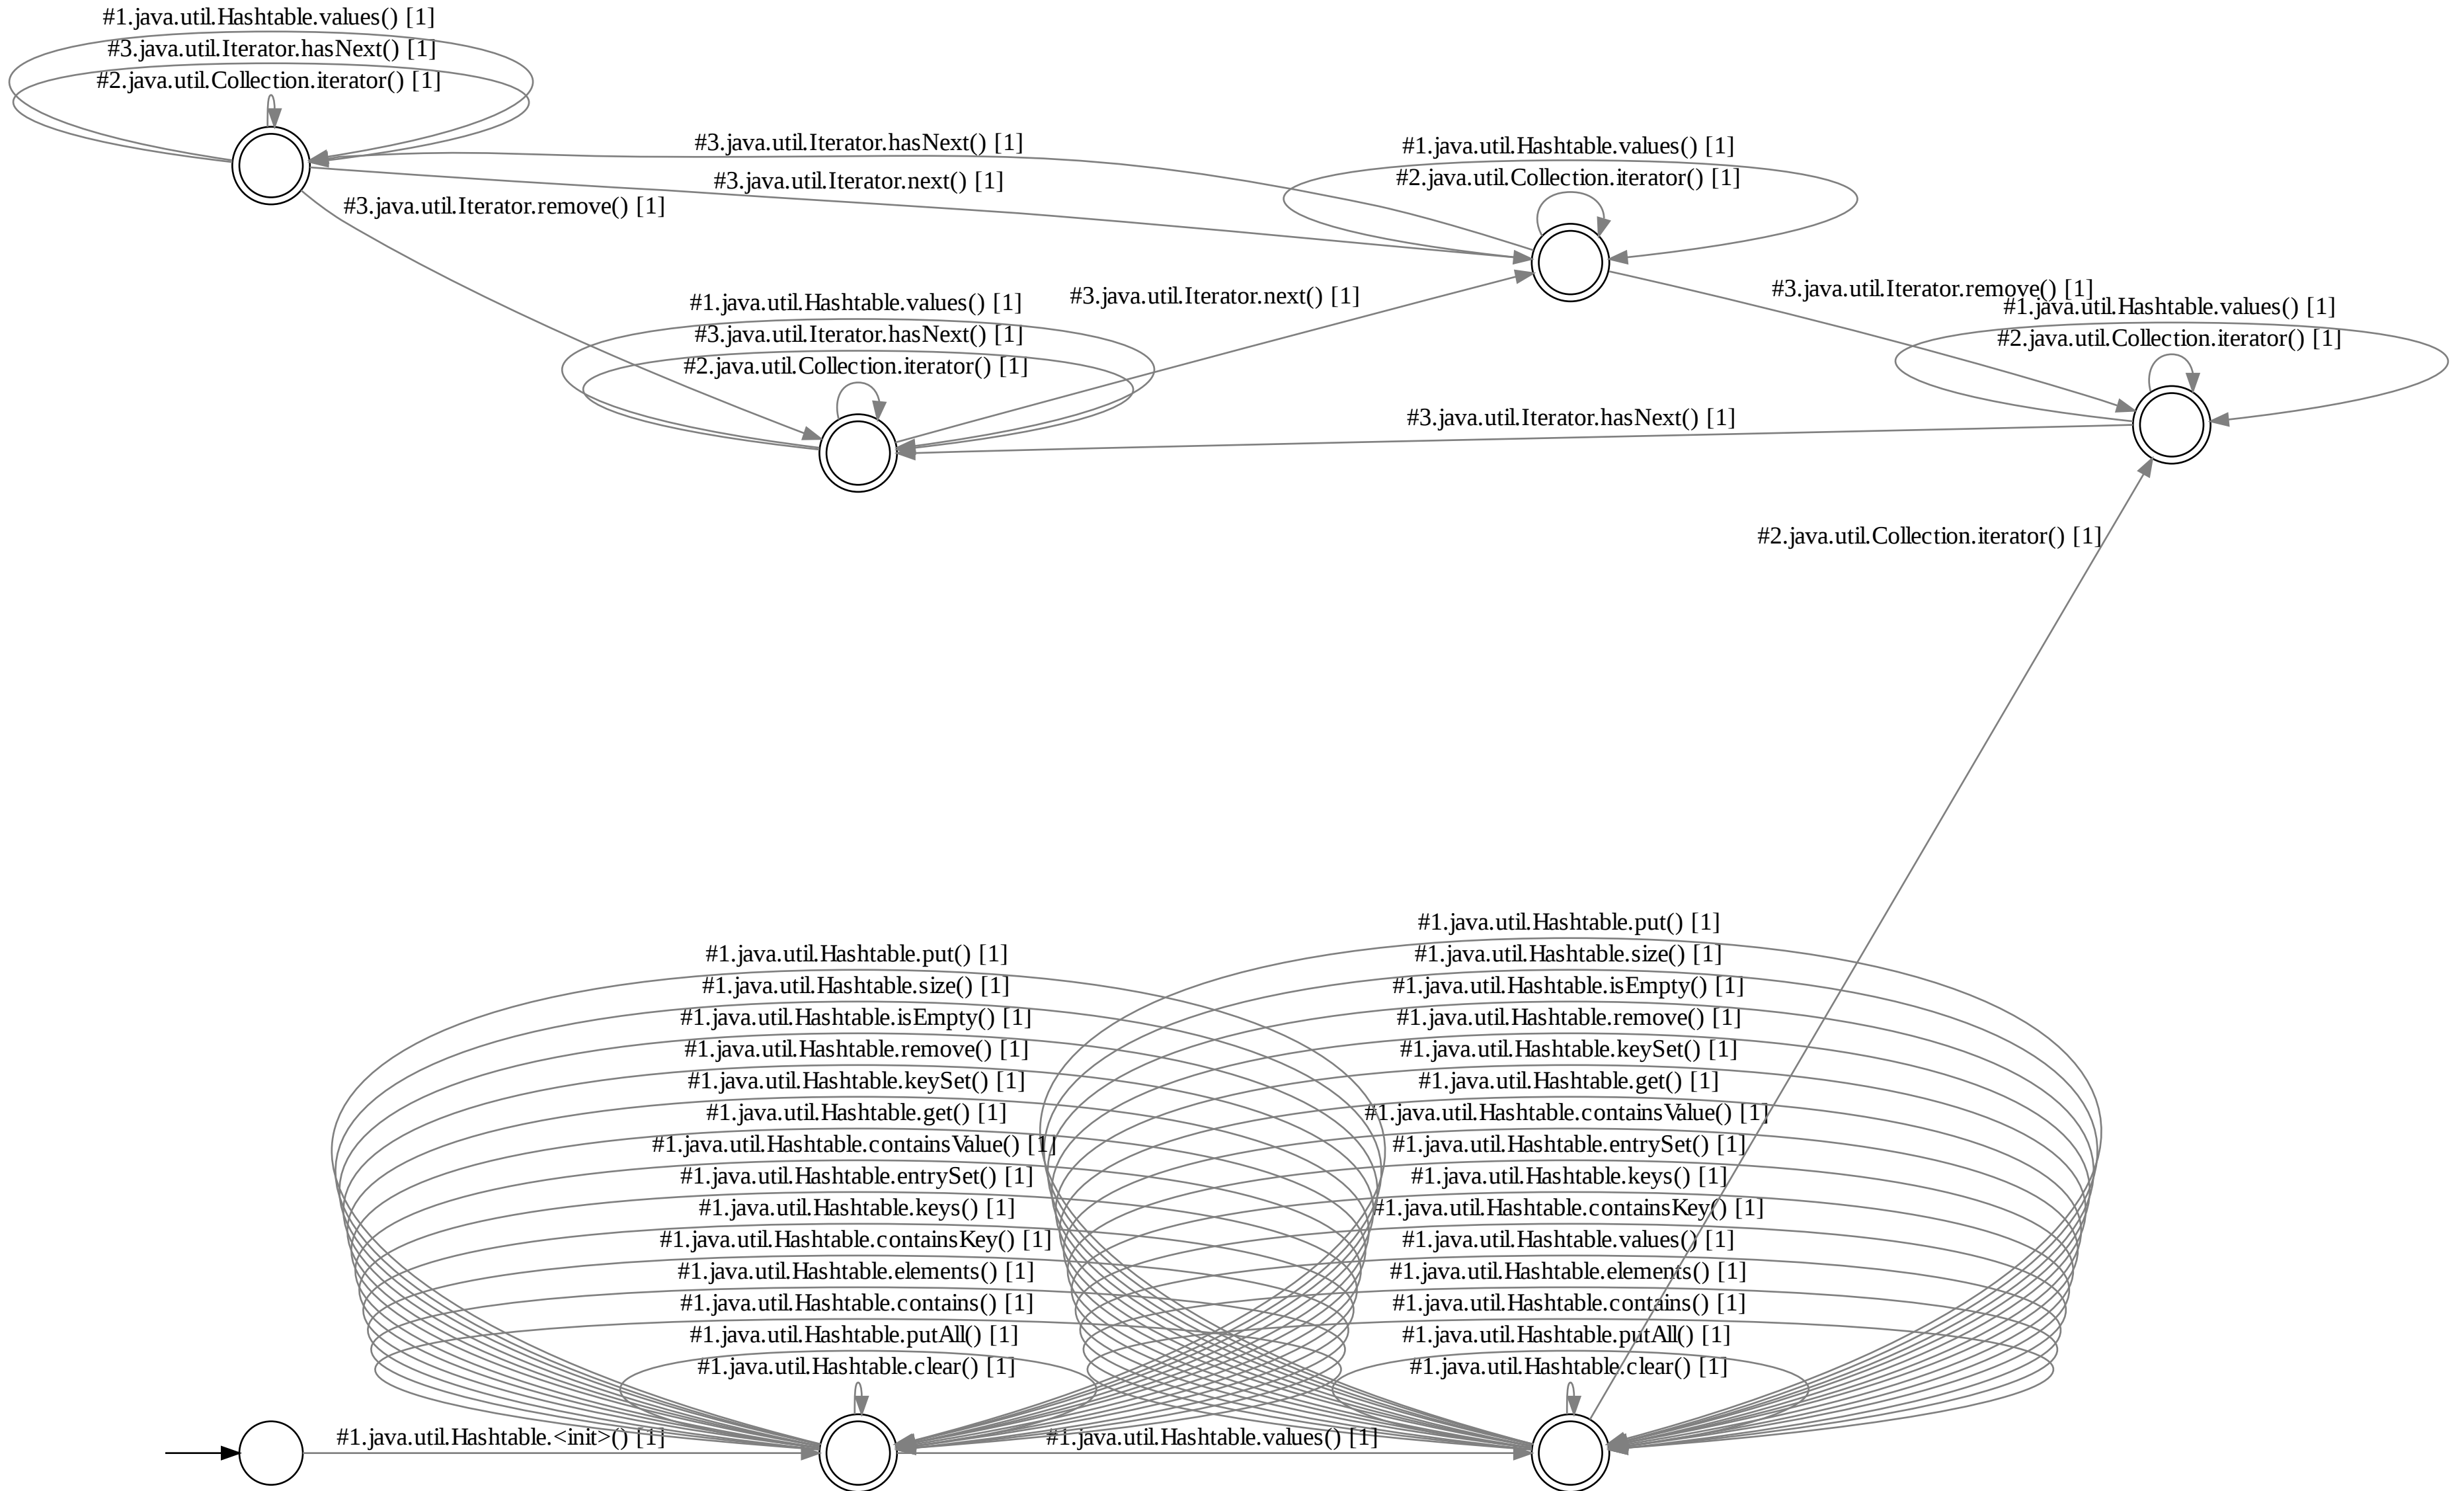 #1.java.util.Hashtable.values() [1]
#3.java.util.Iterator.hasNext() [1]
#2.java.util.Collection.iterator() [1]
#3.java.util.Iterator.hasNext() [1]
#1.java.util.Hashtable.values() [1]
#3.java.util.Iterator.next() [1]
#2.java.util.Collection.iterator() [1]
#3.java.util.Iterator.remove() [1]
#3.java.util.Iterator.remove() [1]
#1.java.util.Hashtable.values() [1]
#3.java.util.Iterator.next() [1]
#1.java.util.Hashtable.values() [1]
#3.java.util.Iterator.hasNext() [1]
#2.java.util.Collection.iterator() [1]
#2.java.util.Collection.iterator() [1]
#3.java.util.Iterator.hasNext() [1]
#2.java.util.Collection.iterator() [1]
#1.java.util.Hashtable.put() [1]
#1.java.util.Hashtable.size() [1]
#1.java.util.Hashtable.isEmpty() [1]
#1.java.util.Hashtable.remove() [1]
#1.java.util.Hashtable.keySet() [1]
#1.java.util.Hashtable.get() [1]
#1.java.util.Hashtable.containsValue() [1]
#1.java.util.Hashtable.entrySet() [1]
#1.java.util.Hashtable.keys() [1]
#1.java.util.Hashtable.containsKey() [1]
#1.java.util.Hashtable.elements() [1]
#1.java.util.Hashtable.contains() [1]
#1.java.util.Hashtable.putAll() [1]
#1.java.util.Hashtable.clear() [1]
#1.java.util.Hashtable.put() [1]
#1.java.util.Hashtable.size() [1]
#1.java.util.Hashtable.isEmpty() [1]
#1.java.util.Hashtable.remove() [1]
#1.java.util.Hashtable.keySet() [1]
#1.java.util.Hashtable.get() [1]
#1.java.util.Hashtable.containsValue() [1]
#1.java.util.Hashtable.entrySet() [1]
#1.java.util.Hashtable.keys() [1]
#1.java.util.Hashtable.containsKey() [1]
#1.java.util.Hashtable.values() [1]
#1.java.util.Hashtable.elements() [1]
#1.java.util.Hashtable.contains() [1]
#1.java.util.Hashtable.putAll() [1]
#1.java.util.Hashtable.clear() [1]
#1.java.util.Hashtable.<init>() [1]
#1.java.util.Hashtable.values() [1]